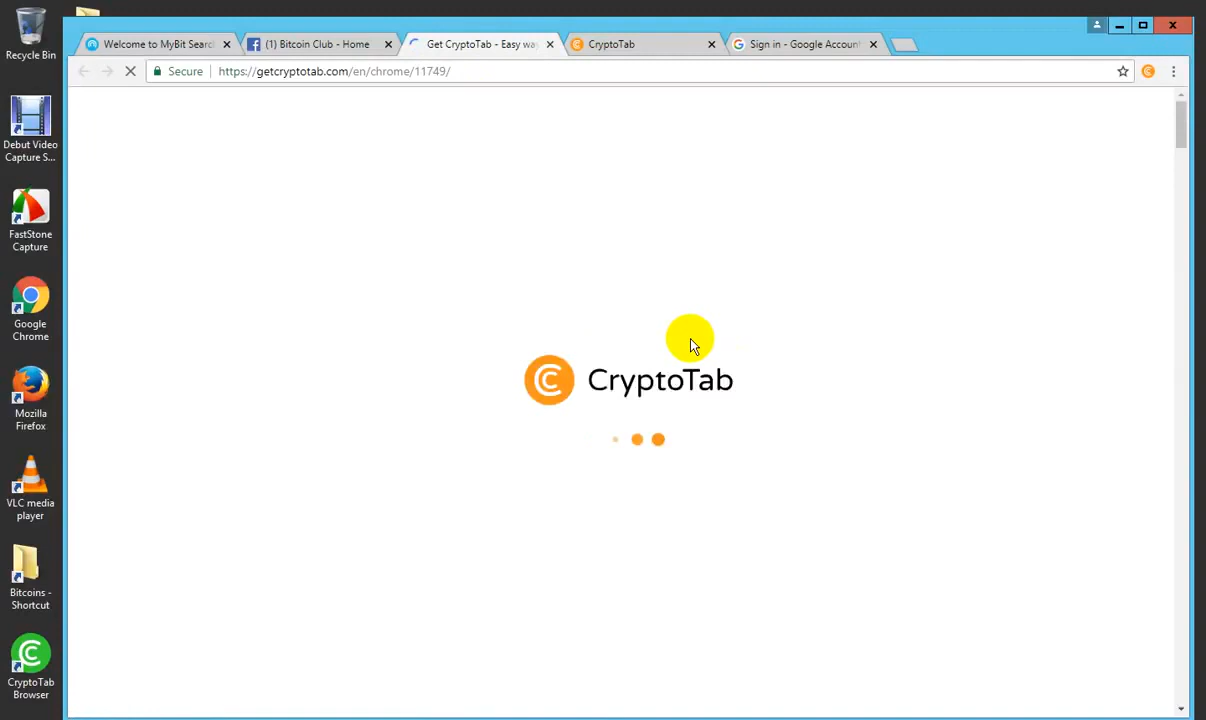 Recycle Bin
Debut Video
Capture S...
FastStone
Capture
Google
Chrome
Mozilla
Firefox
VLC media
player
Bitcoins -
Shortcut
CryptoTab
Browser
Welcome to MyBit Searc
(1) Bitcoin Club - Home
Get CryptoTab - Easy wa
CryptoTab
Sign in - Google Accoun
Secure
https://getcryptotab.com/en/chrome/11749/
CryptoTab